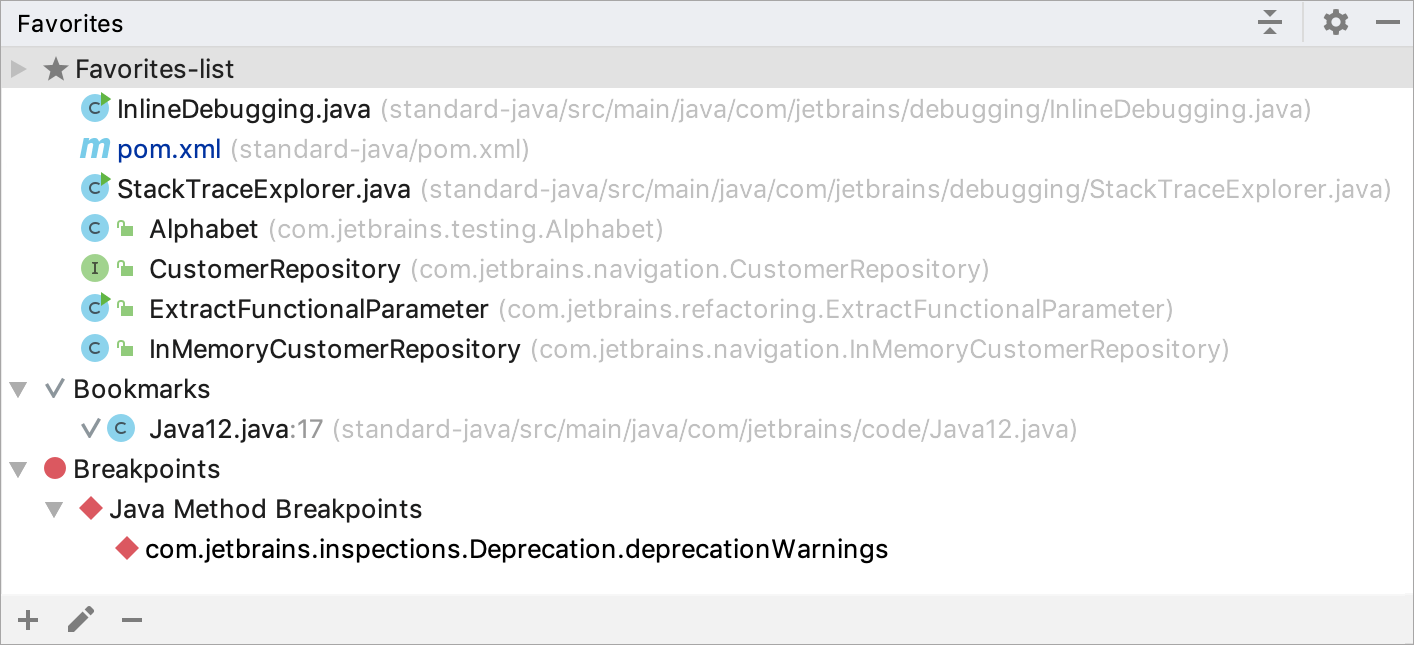 Favorites
Favorites-list
C InlineDebugging.java (standard-java/src/main/java/com/jetbrains/debugging/InlineDebugging.java)
m pom.xml (standard-java/pom.xml)
C StackTraceExplorer.java (standard-java/src/main/java/com/jetbrains/debugging/StackTraceExplorer.java)
C Alphabet (com.jetbrains.testing.Alphabet)
I CustomerRepository (com.jetbrains.navigation.CustomerRepository)
C ExtractFunctionalParameter (com.jetbrains.refactoring.ExtractFunctionalParameter)
C InMemoryCustomerRepository (com.jetbrains.navigation.InMemoryCustomerRepository)
Bookmarks
C Java12.java:17 (standard-java/src/main/java/com/jetbrains/code/Java12.java)
Breakpoints
Java Method Breakpoints
com.jetbrains.inspections.Deprecation.deprecationWarnings